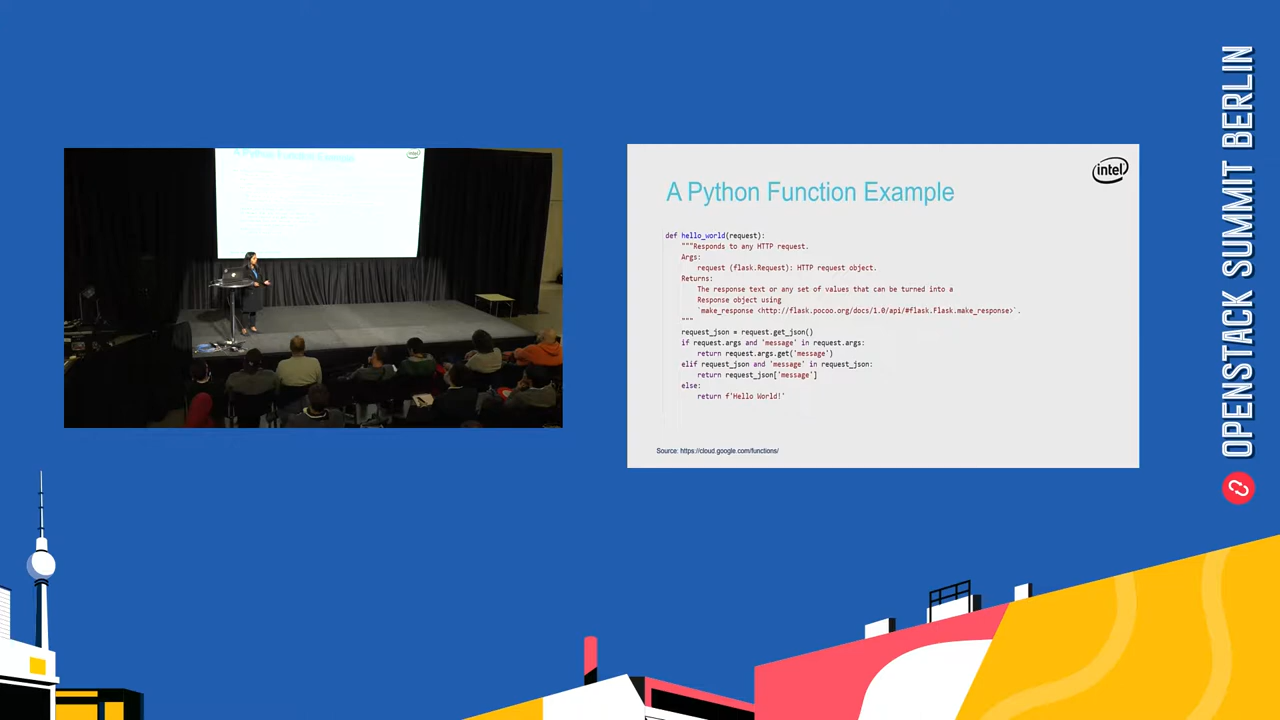 intel
A Python Function Example
def hello_world(request):
"""Responds to any HTTP request.
Args:
request (flask.Request): HTTP request object.
Returns:
The response text or any set of values that can be turned into a
Response object using
`make_response <http://flask.pocoo.org/docs/1.0/api/#flask.Flask.make_response>`.
"""
request_json = request.get_json()
if request.args and 'message' in request.args:
return request.args.get('message')
elif request_json and 'message' in request_json:
return request_json['message']
else:
return f'Hello World!'
Source: https://cloud.google.com/functions/
OPENSTACK SUMMIT BERLIN